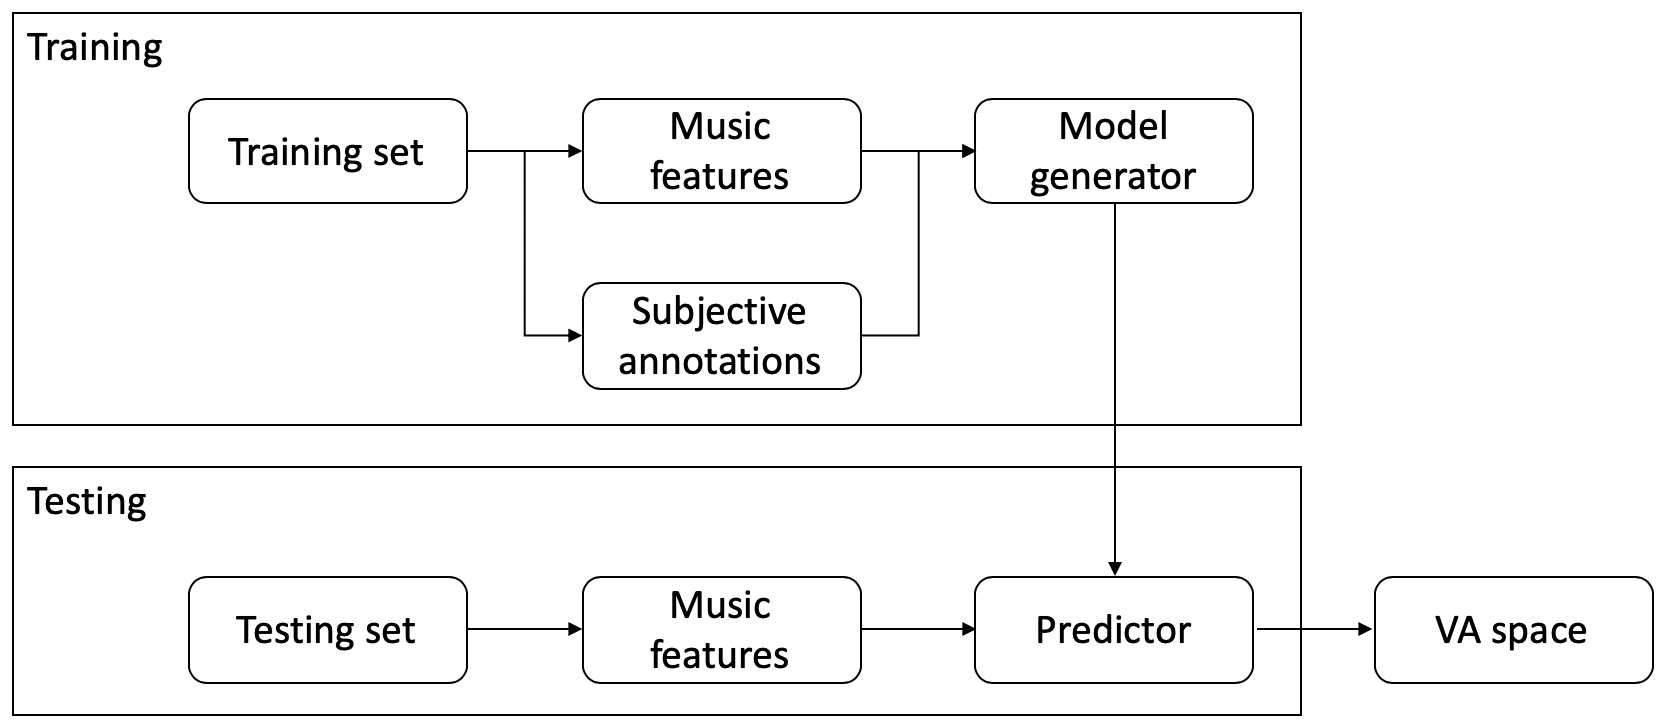 Training
Training set
Music
features
Model
generator
Subjective
annotations
Testing
Testing set
Music
features
Predictor
VA space